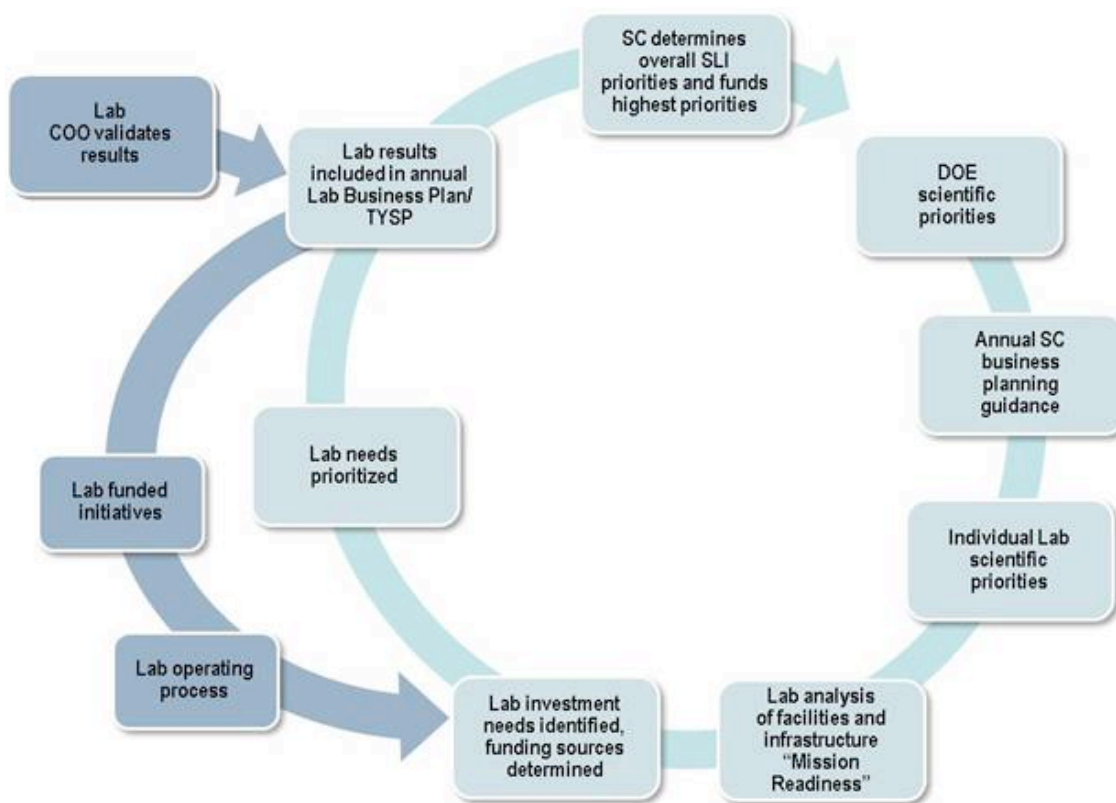 SC determines
overall SLI
priorities and funds
highest priorities
Lab
COO validates
results
Lab results
included in annual
Lab Business Plan/
TYSP
DOE
scientific
priorities
Annual SC
business
planning
guidance
Lab needs
prioritized
Lab funded
initiatives
Individual Lab
scientific
priorities
Lab operating
process
Lab investment
needs identified,
funding sources
determined
Lab analysis
of facilities and
infrastructure
“Mission
Readiness”